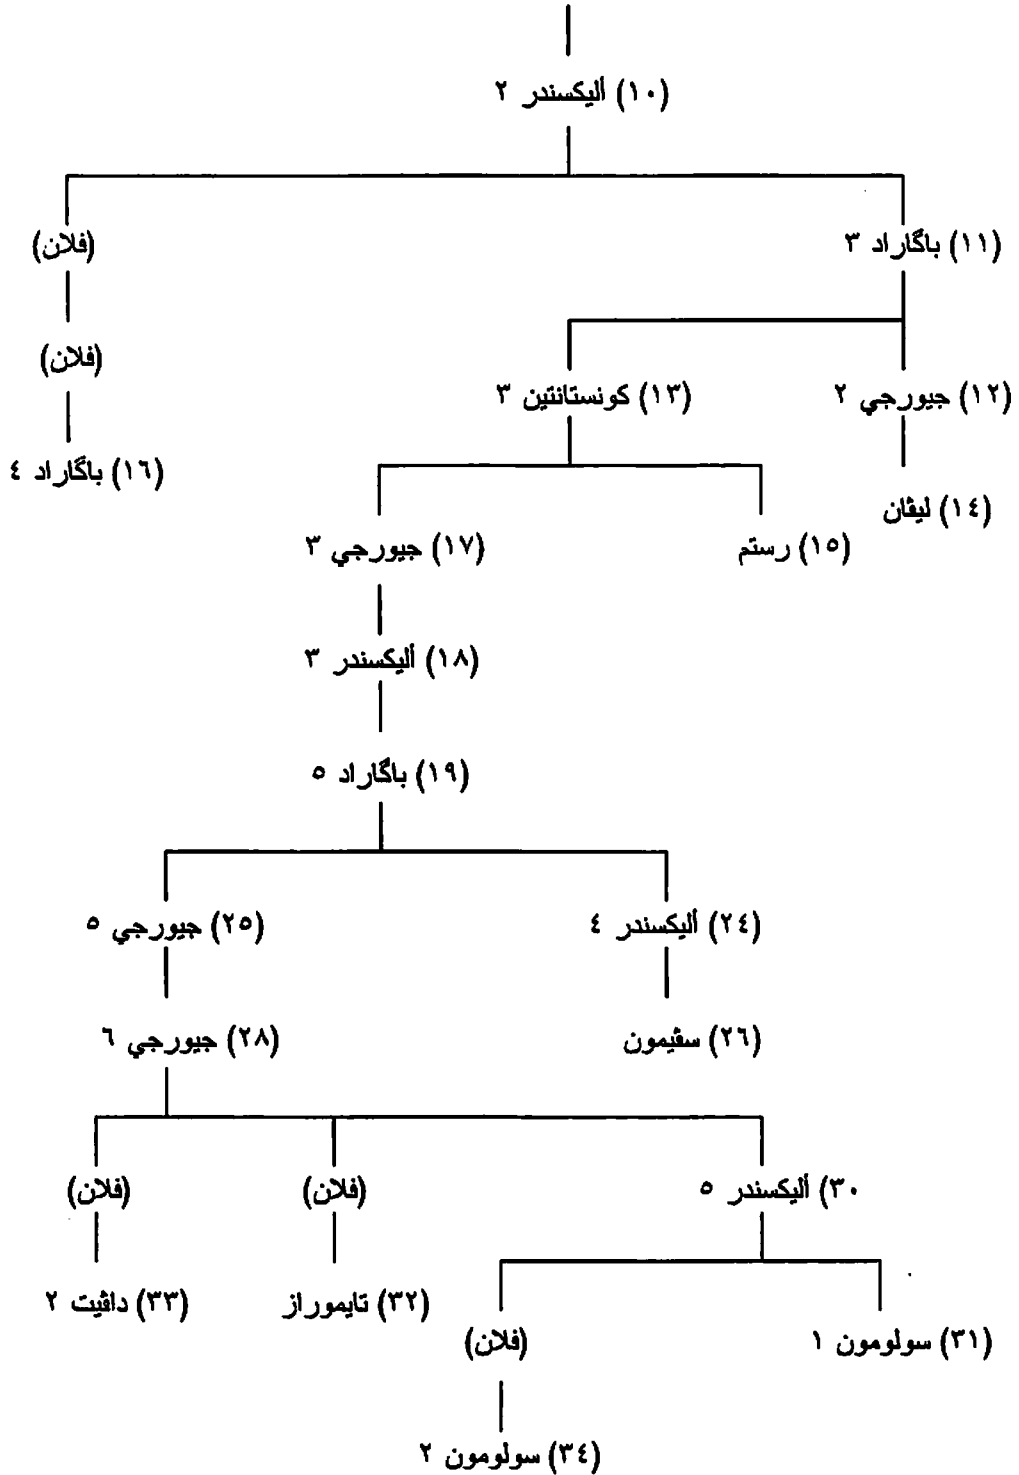 (١٠) أليكسندر ٢
(١١) باگاراد ٣
(فلان)
(فلان)
(١٢) جيورجي ٢
(١٣) كونستانتين ٣
(١٦) باگاراد ٤
(١٤) ليڤان
(١٥) رستم
(١٧) جيورجي ٣
(١٨) أليكسندر ٣
(١٩) باگاراد ٥
(٢٤) أليكسندر ٤
(٢٥) جيورجي ٥
(٢٦) سڤيمون
(٢٨) جيورجي ٦
٣٠) أليكسندر ٥
(فلان)
(فلان)
(٣٢) تايموراز
(٣٣) داڤيت ٢
(٣١) سولومون ١
(فلان)
(٣٤) سولومون ٢